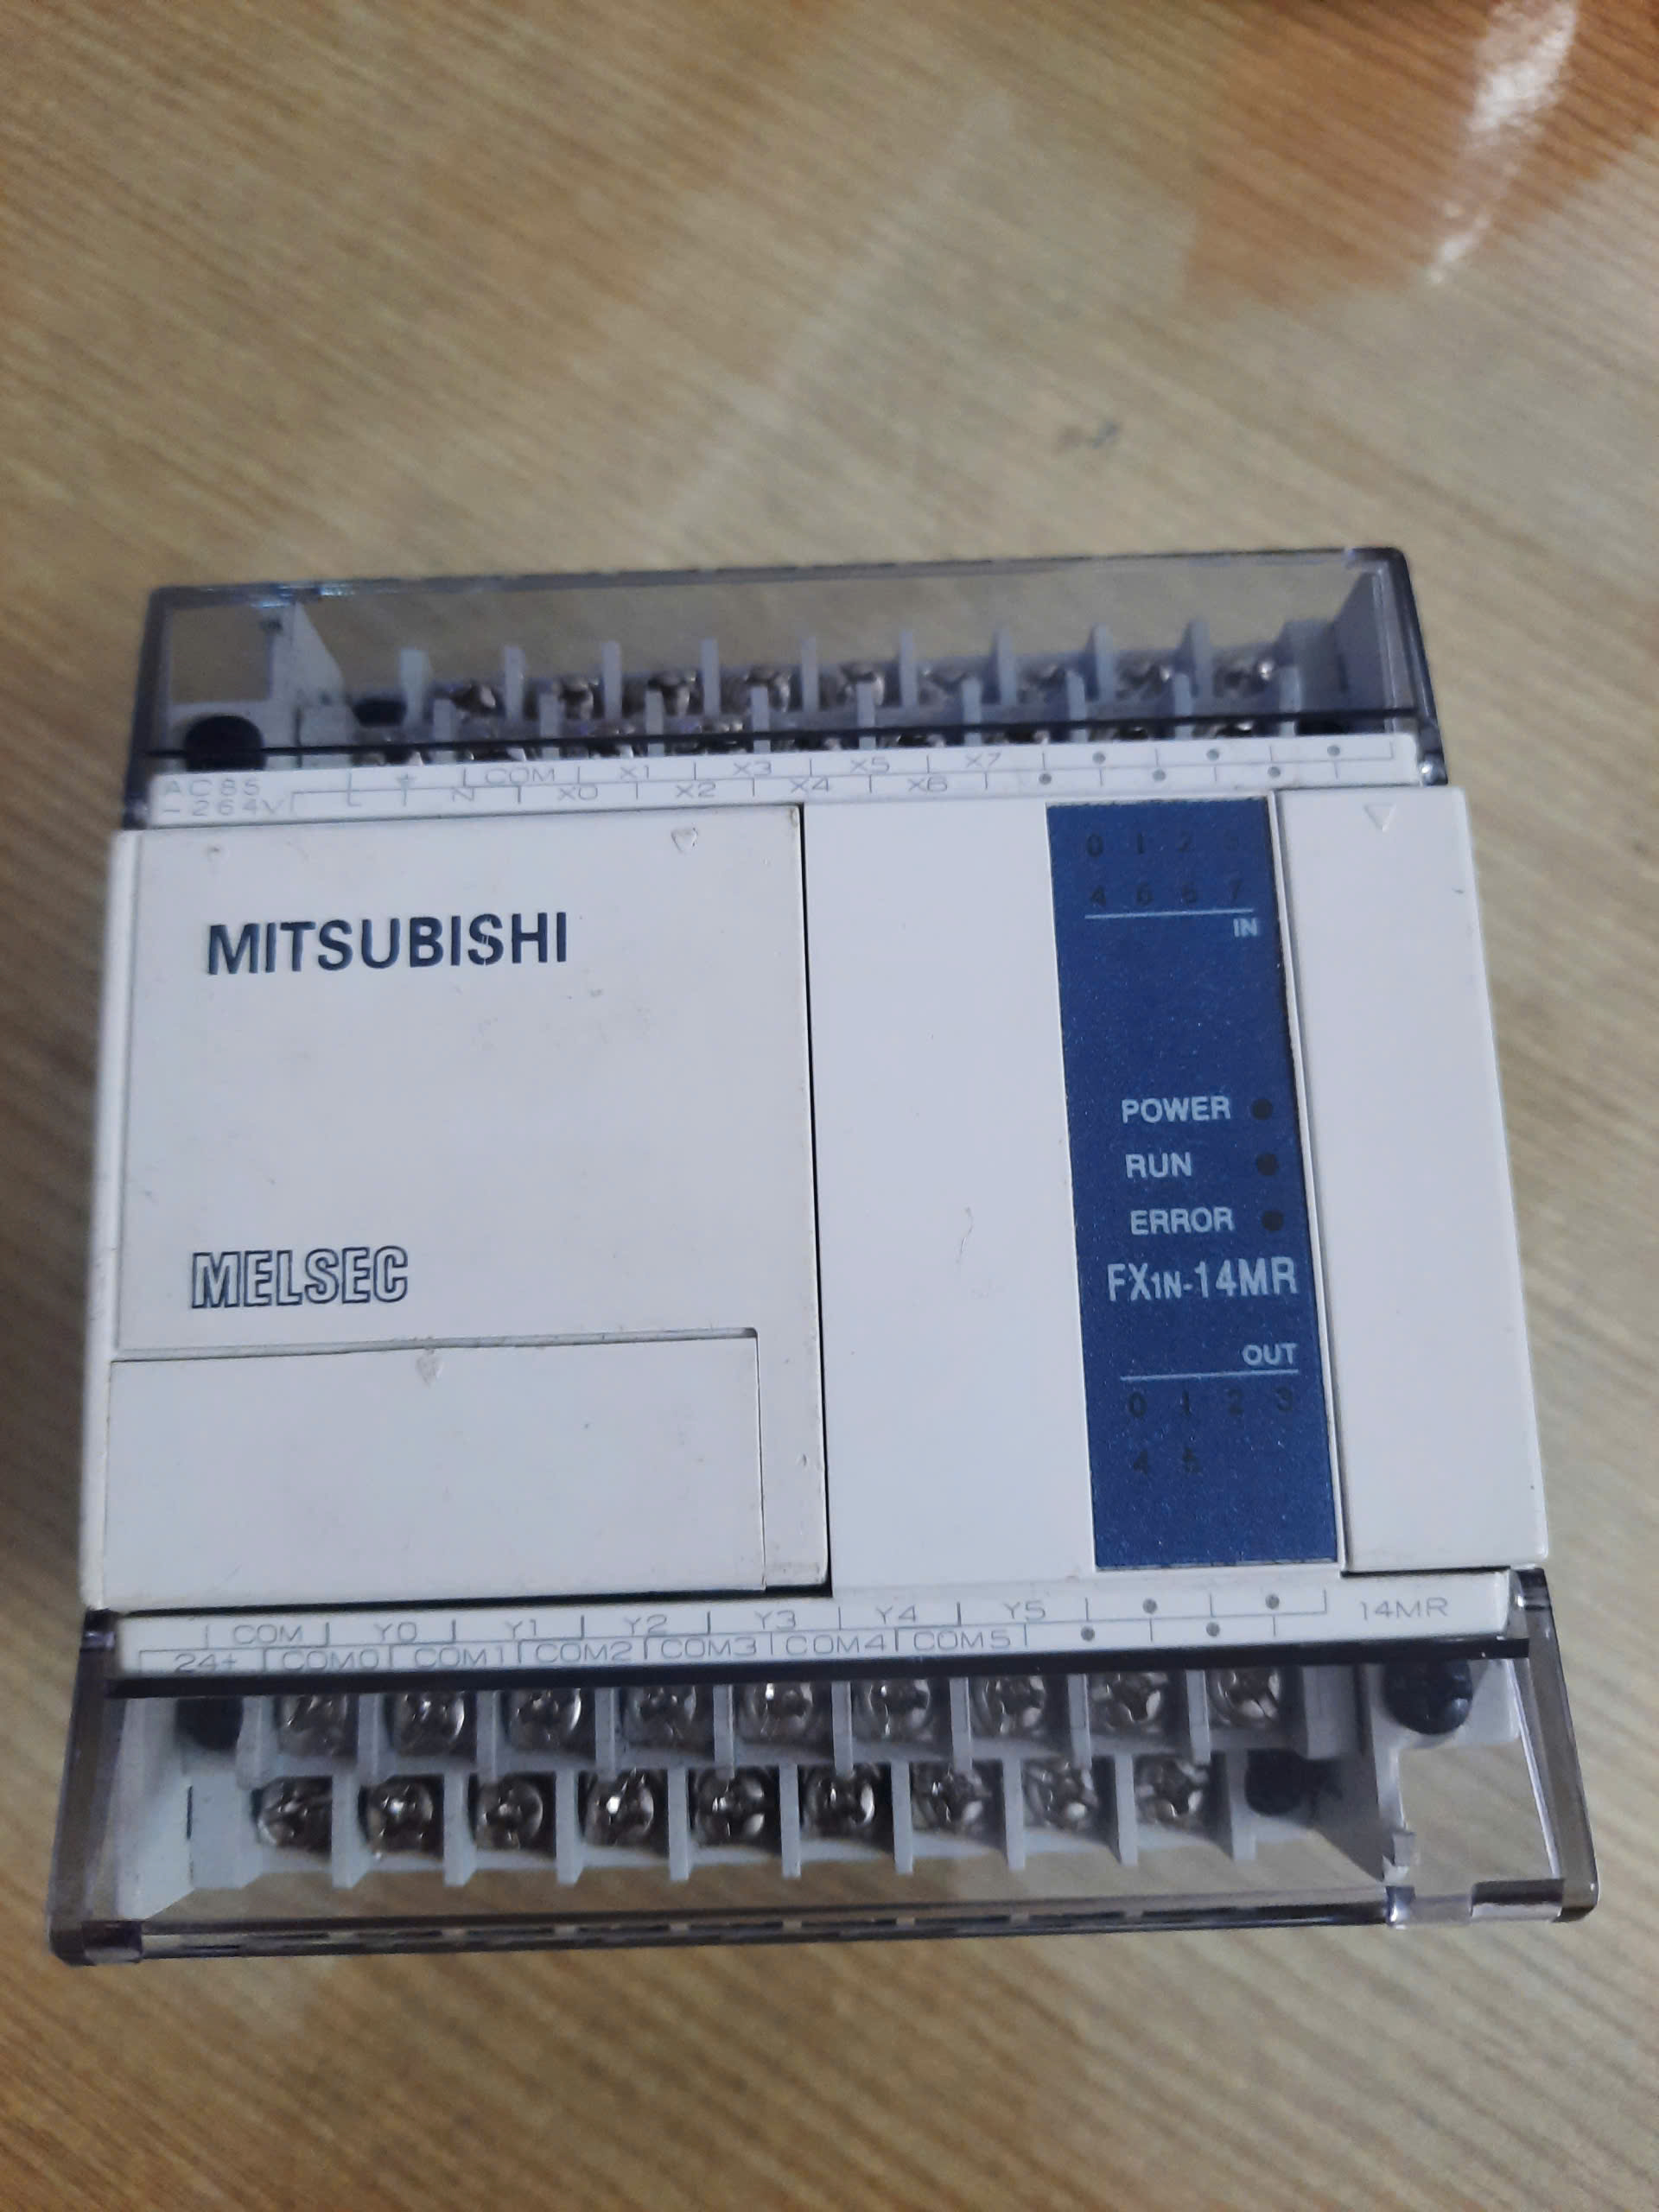 ⏚ COM X1 X3 X5 X7
AC85
-264V L N X0 X2 X4 X6
0 1 2 3
4 5 6 7
IN
MITSUBISHI
POWER
RUN
ERROR
MELSEC
FX1N-14MR
OUT
0 1 2 3
4 5
COM Y0 Y1 Y2 Y3 Y4 Y5 14MR
24+ COM0 COM1 COM2 COM3 COM4 COM5